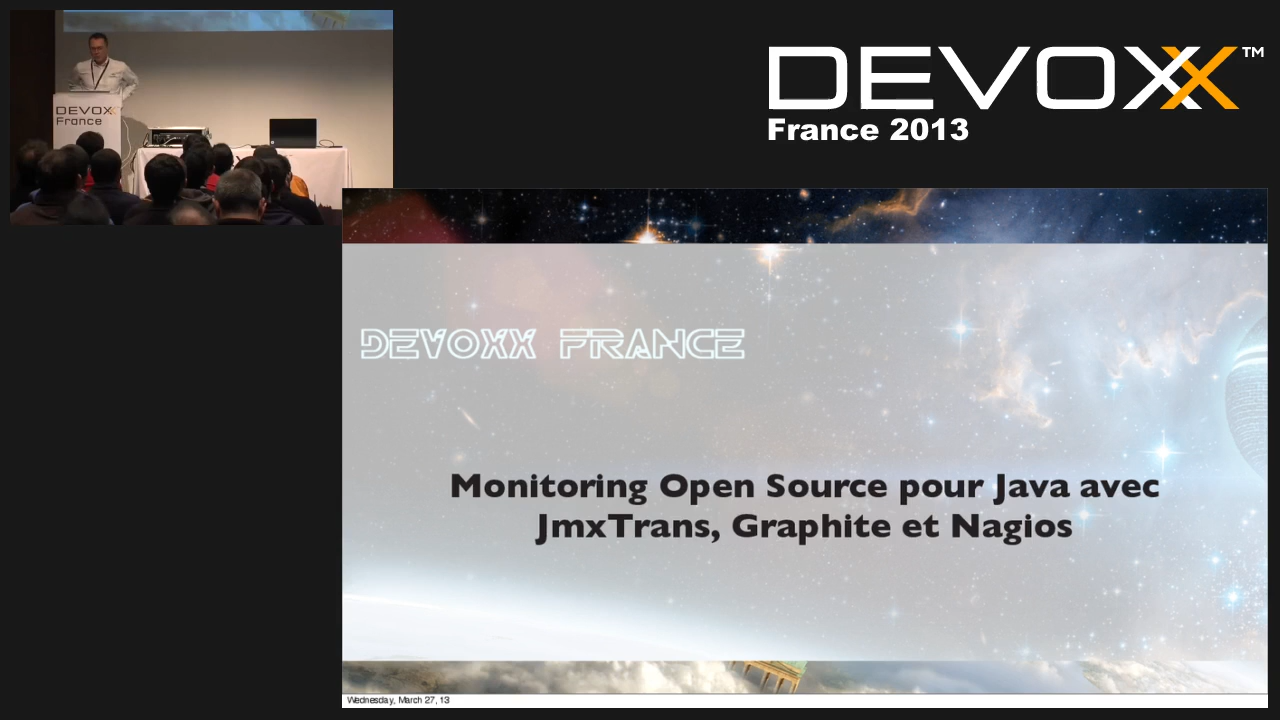 DEVOXX
France
DEVOXX™
France 2013
DEVOXX FRANCE
Monitoring Open Source pour Java avec
JmxTrans, Graphite et Nagios
Wednesday, March 27, 13